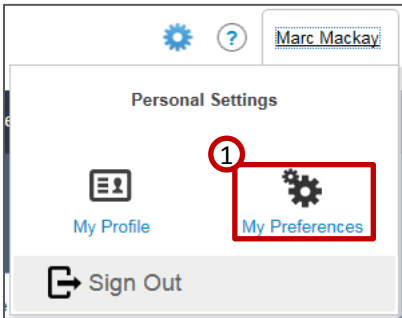 ? Marc Mackay
Personal Settings
1
My Profile My Preferences
Sign Out